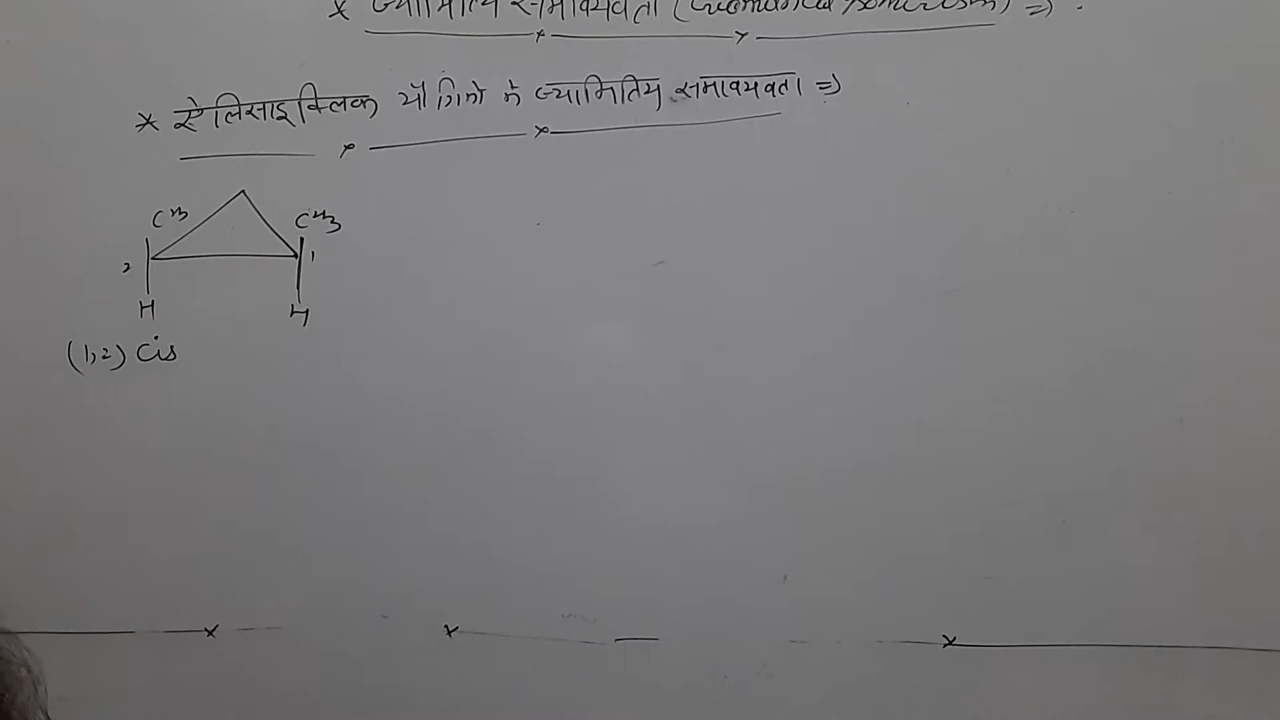 * ज्यामितिय समावयवता (Geometrical Isomerism) ⇒
* ऐलिसाइक्लिक यौगिको मे ज्यामितिय समावयवता ⇒
CH3 CH3
2 1
H H
(1,2) Cis